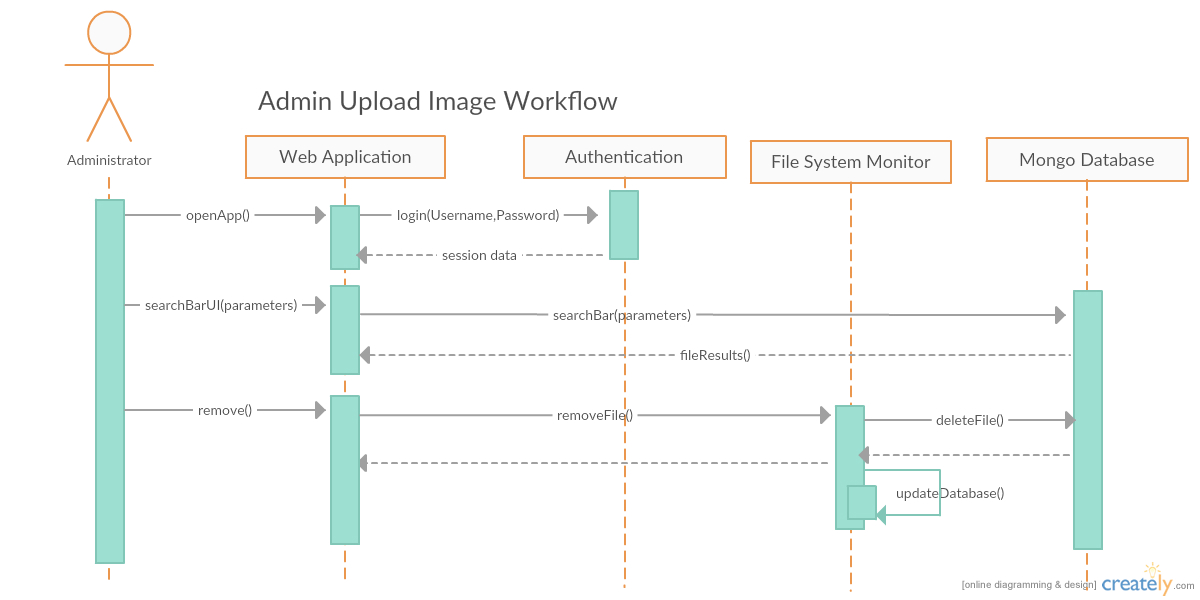 Admin Upload Image Workflow
Administrator
Web Application
Authentication
File System Monitor
Mongo Database
openApp()
login(Username,Password)
session data
searchBarUI(parameters)
searchBar(parameters)
fileResults()
remove()
removeFile()
deleteFile()
updateDatabase()
[online diagramming & design] creately.com